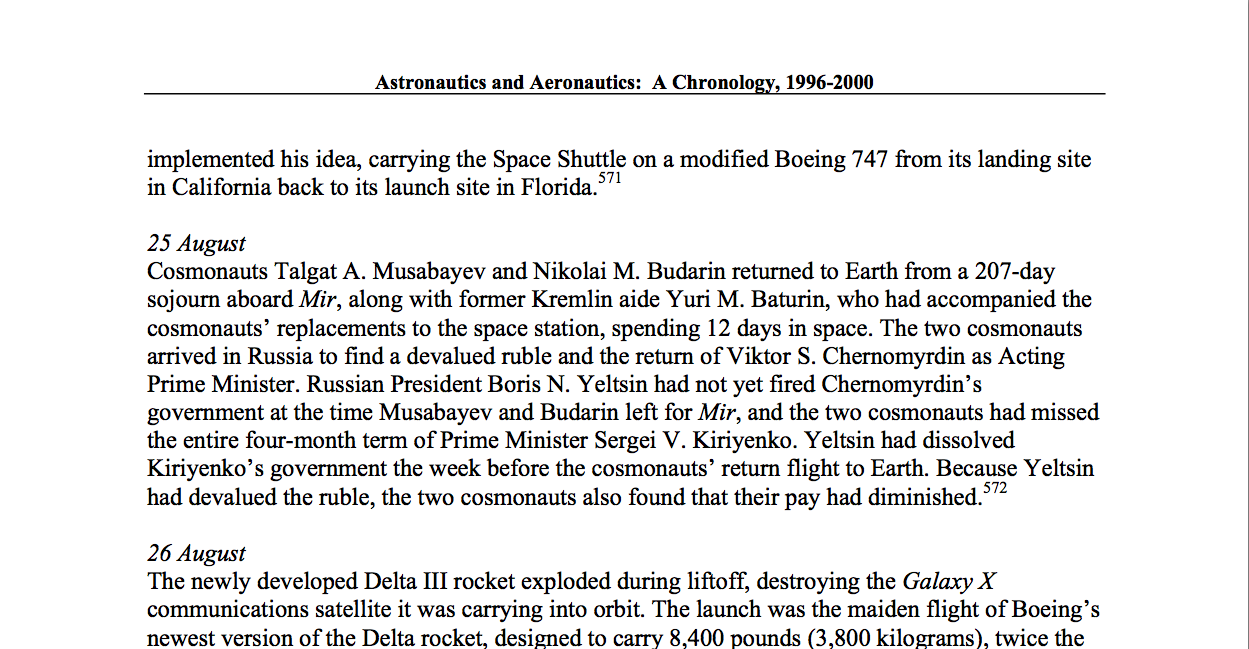 Astronautics and Aeronautics: A Chronology, 1996-2000
implemented his idea, carrying the Space Shuttle on a modified Boeing 747 from its landing site
in California back to its launch site in Florida.571
25 August
Cosmonauts Talgat A. Musabayev and Nikolai M. Budarin returned to Earth from a 207-day
sojourn aboard Mir, along with former Kremlin aide Yuri M. Baturin, who had accompanied the
cosmonauts’ replacements to the space station, spending 12 days in space. The two cosmonauts
arrived in Russia to find a devalued ruble and the return of Viktor S. Chernomyrdin as Acting
Prime Minister. Russian President Boris N. Yeltsin had not yet fired Chernomyrdin’s
government at the time Musabayev and Budarin left for Mir, and the two cosmonauts had missed
the entire four-month term of Prime Minister Sergei V. Kiriyenko. Yeltsin had dissolved
Kiriyenko’s government the week before the cosmonauts’ return flight to Earth. Because Yeltsin
had devalued the ruble, the two cosmonauts also found that their pay had diminished.572
26 August
The newly developed Delta III rocket exploded during liftoff, destroying the Galaxy X
communications satellite it was carrying into orbit. The launch was the maiden flight of Boeing’s
newest version of the Delta rocket, designed to carry 8,400 pounds (3,800 kilograms), twice the